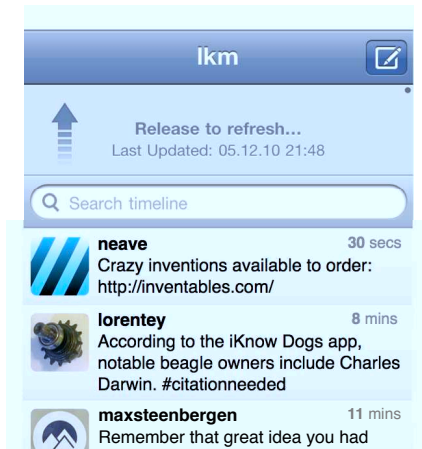 lkm
Release to refresh...
Last Updated: 05.12.10 21:48
Search timeline
neave 30 secs
Crazy inventions available to order:
http://inventables.com/
lorentey 8 mins
According to the iKnow Dogs app,
notable beagle owners include Charles
Darwin. #citationneeded
maxsteenbergen 11 mins
Remember that great idea you had